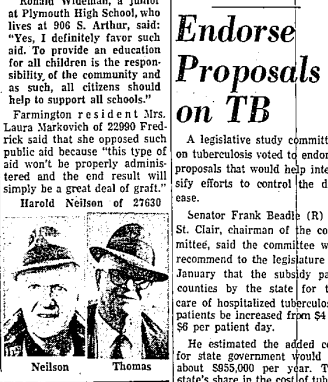 Ronald Wideman, a junior
at Plymouth High School, who
lives at 906 S. Arthur, said:
"Yes, I definitely favor such
aid. To provide an education
for all children is the respon-
sibility of the community and
as such, all citizens should
help to support all schools."
Farmington resident Mrs.
Laura Markovich of 22990 Fred-
rick said that she opposed such
public aid because "this type of
aid won't be properly adminis-
tered and the end result will
simply be a great deal of graft."
Harold Neilson of 27630
Neilson
Thomas
Endorse
Proposals
on TB
A legislative study committ
on tuberculosis voted to endor
proposals that would help inte
sify efforts to control the d
ease.
Senator Frank Beadle (R)
St. Clair, chairman of the co
mittee, said the committee w
recommend to the legislature
January that the subsidy pa
counties by the state for t
care of hospitalized tuberculos
patients be increased from $4
$6 per patient day.
He estimated the added co
for state government would
about $955,000 per year. T
state's share in the cost of tub